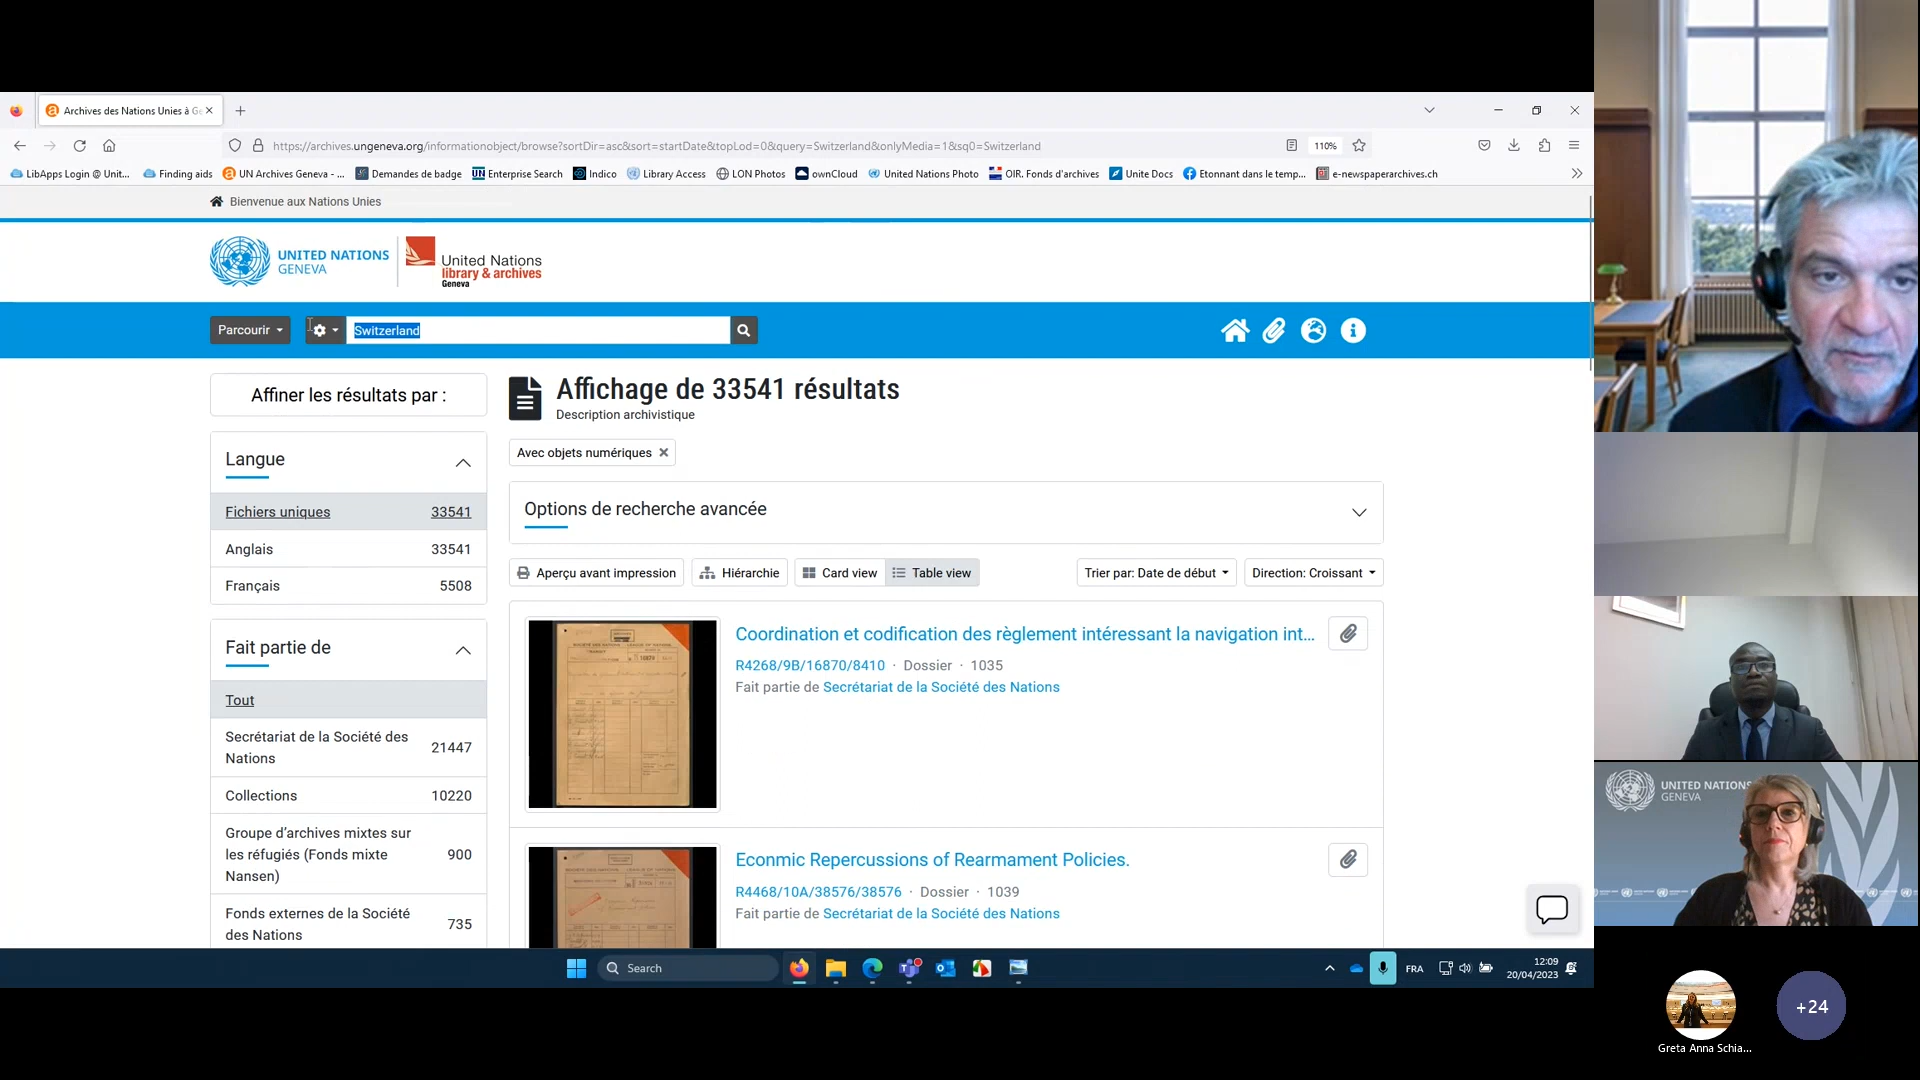 Archives des Nations Unies à Ge
https://archives.ungeneva.org/informationobject/browse?sortDir=asc&sort=startDate&topLod=0&query=Switzerland&onlyMedia=1&sq0=Switzerland
110%
LibApps Login @ Unit...
Finding aids
UN Archives Geneva - ...
Demandes de badge
UN Enterprise Search
Indico
Library Access
LON Photos
ownCloud
United Nations Photo
OIR. Fonds d'archives
Unite Docs
Etonnant dans le temp...
e-newspaperarchives.ch
Bienvenue aux Nations Unies
UNITED NATIONS
GENEVA
United Nations
library & archives
Geneva
Parcourir
Switzerland
Affiner les résultats par :
Langue
Fichiers uniques 33541
Anglais 33541
Français 5508
Fait partie de
Tout
Secrétariat de la Société des
Nations 21447
Collections 10220
Groupe d'archives mixtes sur
les réfugiés (Fonds mixte
Nansen) 900
Fonds externes de la Société
des Nations 735
Affichage de 33541 résultats
Description archivistique
Avec objets numériques
Options de recherche avancée
Aperçu avant impression
Hiérarchie
Card view
Table view
Trier par: Date de début
Direction: Croissant
Coordination et codification des règlement intéressant la navigation int...
R4268/9B/16870/8410 · Dossier · 1035
Fait partie de Secrétariat de la Société des Nations
Econmic Repercussions of Rearmament Policies.
R4468/10A/38576/38576 · Dossier · 1039
Fait partie de Secrétariat de la Société des Nations
Search
FRA
12:09
20/04/2023
UNITED NATIONS
GENEVA
+24
Greta Anna Schia...